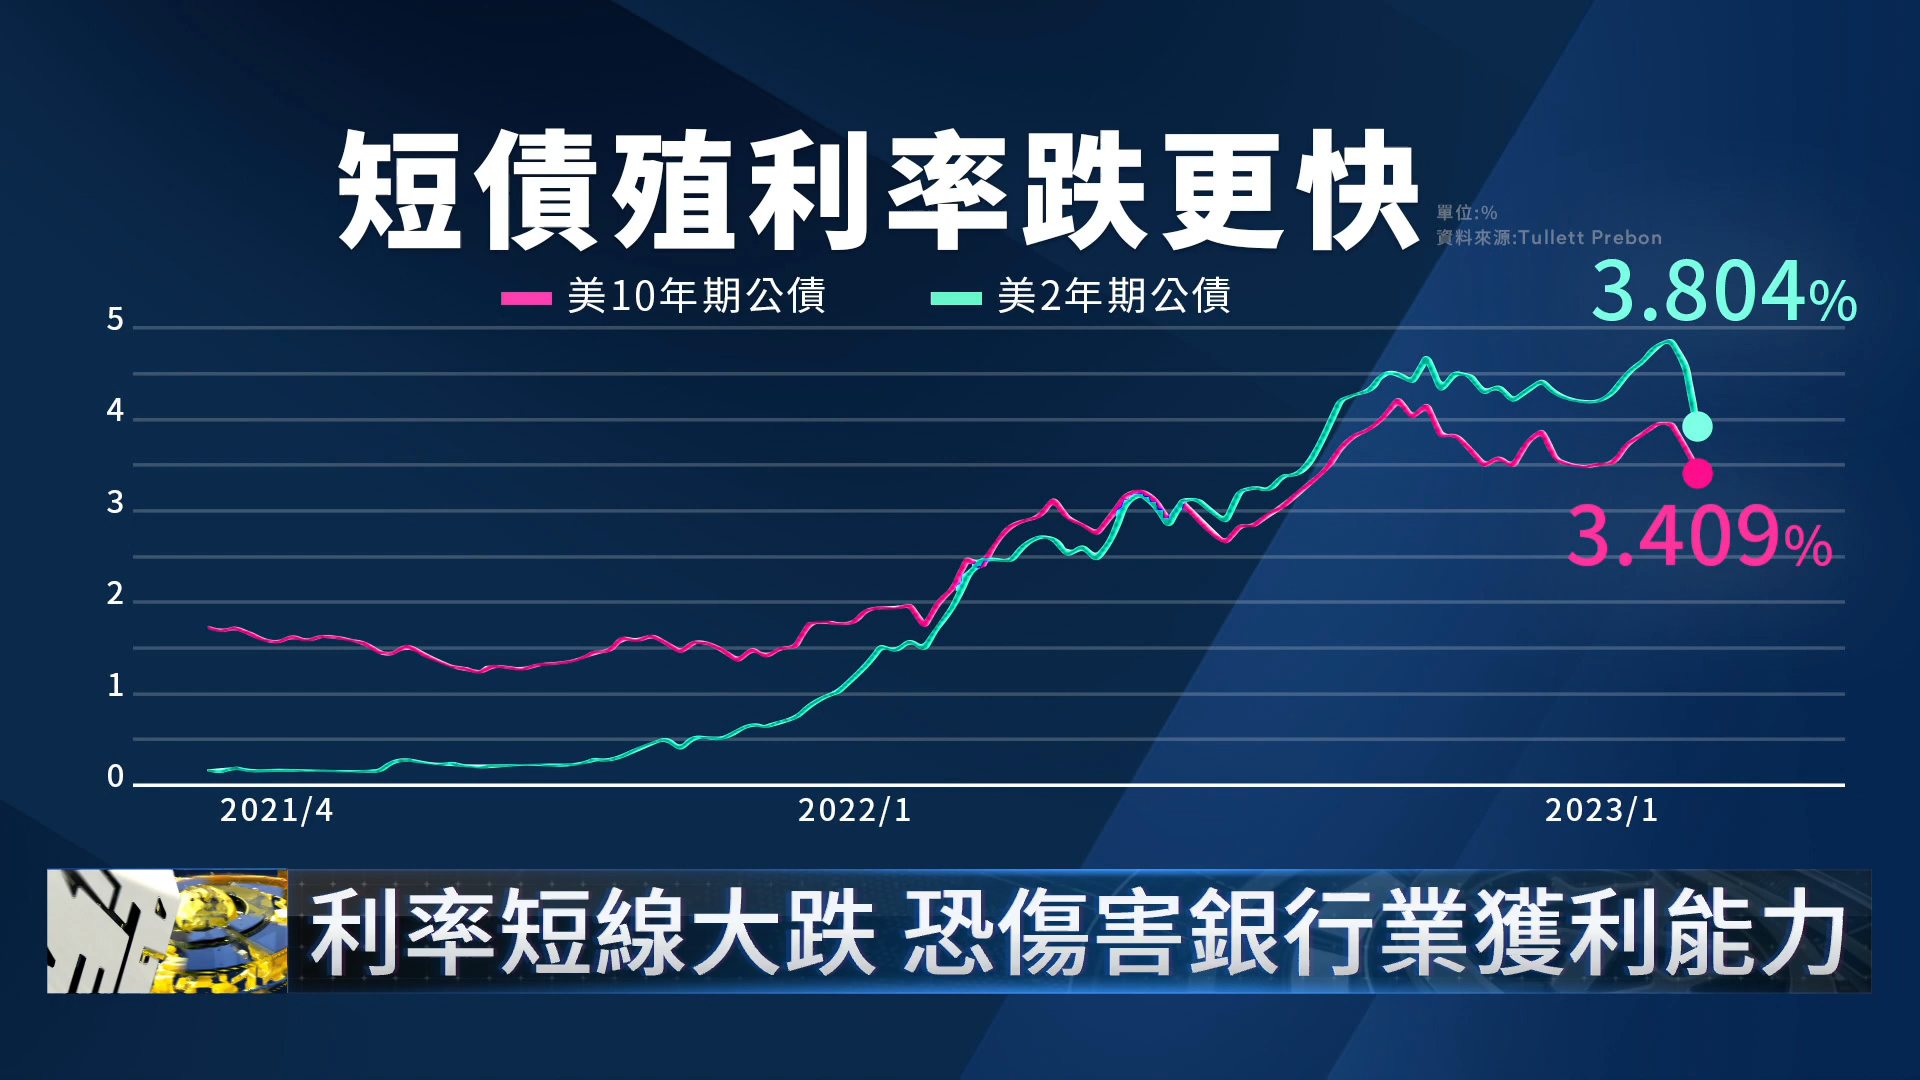 短債殖利率跌更快
單位:%
資料來源:Tullett Prebon
美10年期公債
美2年期公債
3.804%
5
4
3
3.409%
2
1
0
2021/4
2022/1
2023/1
利率短線大跌 恐傷害銀行業獲利能力